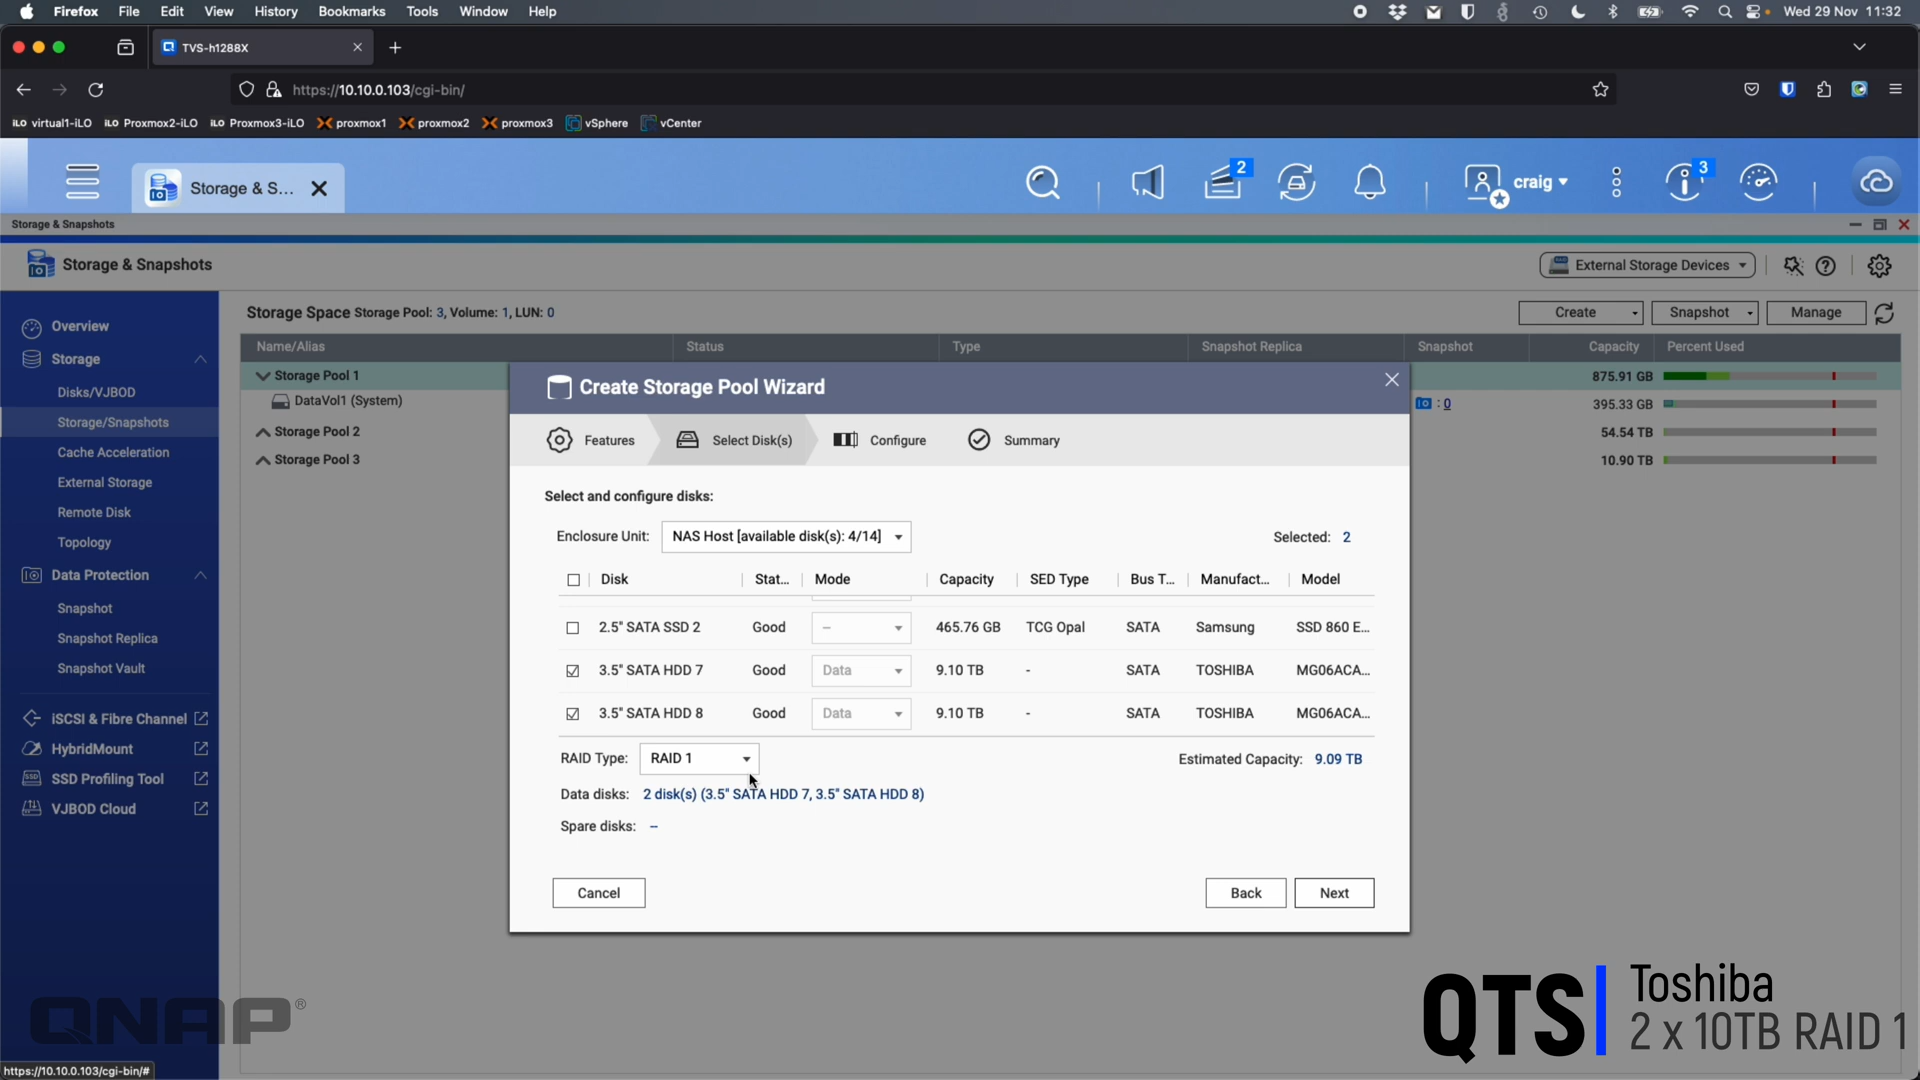 Firefox File Edit View History Bookmarks Tools Window Help Wed 29 Nov 11:32
TVS-h1288X
https://10.10.0.103/cgi-bin/
iLO virtual1-iLO iLO Proxmox2-iLO iLO Proxmox3-iLO proxmox1 proxmox2 proxmox3 vSphere vCenter
Storage & S... 2 craig 3
Storage & Snapshots
Storage & Snapshots External Storage Devices
Overview
Storage
Disks/VJBOD
Storage/Snapshots
Cache Acceleration
External Storage
Remote Disk
Topology
Data Protection
Snapshot
Snapshot Replica
Snapshot Vault
iSCSI & Fibre Channel
HybridMount
SSD Profiling Tool
VJBOD Cloud
Storage Space Storage Pool: 3, Volume: 1, LUN: 0 Create Snapshot Manage
Name/Alias Status Type Snapshot Replica Snapshot Capacity Percent Used
Storage Pool 1 875.91 GB
DataVol1 (System) : 0 395.33 GB
Storage Pool 2 54.54 TB
Storage Pool 3 10.90 TB
Create Storage Pool Wizard
Features Select Disk(s) Configure Summary
Select and configure disks:
Enclosure Unit: NAS Host [available disk(s): 4/14] Selected: 2
Disk Stat... Mode Capacity SED Type Bus T... Manufact... Model
2.5" SATA SSD 2 Good -- 465.76 GB TCG Opal SATA Samsung SSD 860 E...
3.5" SATA HDD 7 Good Data 9.10 TB - SATA TOSHIBA MG06ACA...
3.5" SATA HDD 8 Good Data 9.10 TB - SATA TOSHIBA MG06ACA...
RAID Type: RAID 1 Estimated Capacity: 9.09 TB
Data disks: 2 disk(s) (3.5" SATA HDD 7, 3.5" SATA HDD 8)
Spare disks: --
Cancel Back Next
QNAP®
QTS Toshiba
2 x 10TB RAID 1
https://10.10.0.103/cgi-bin/#